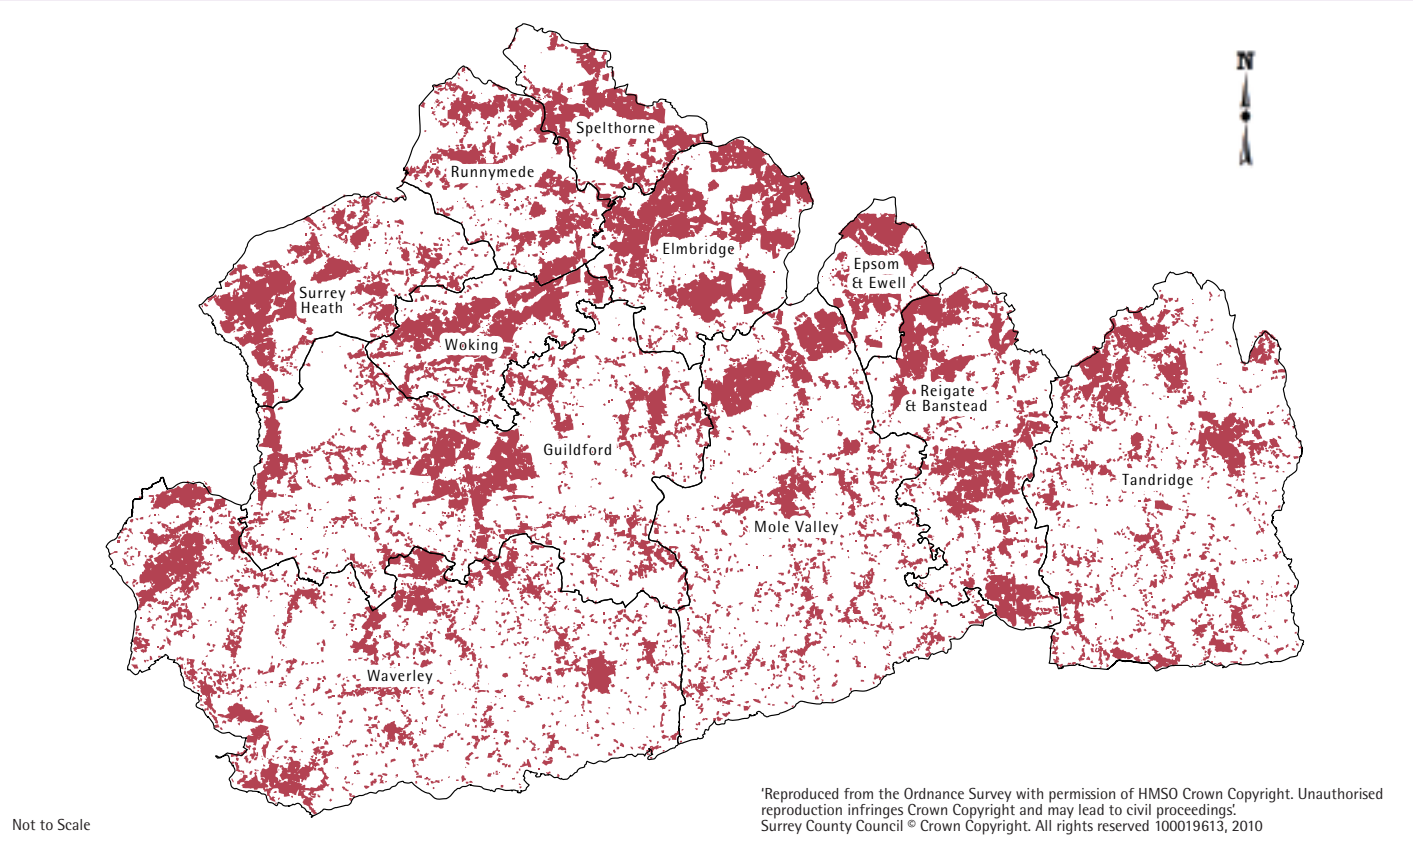 N
Spelthorne
Runnymede
Elmbridge
Epsom
& Ewell
Surrey
Heath
Woking
Reigate
& Banstead
Guildford
Tandridge
Mole Valley
Waverley
‘Reproduced from the Ordnance Survey with permission of HMSO Crown Copyright. Unauthorised
reproduction infringes Crown Copyright and may lead to civil proceedings’.
Surrey County Council © Crown Copyright. All rights reserved 100019613, 2010
Not to Scale